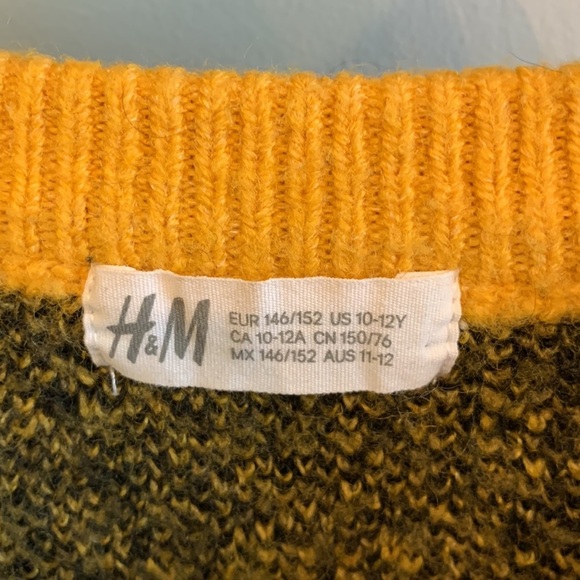 H&M
EUR 146/152 US 10-12Y
CA 10-12A CN 150/76
MX 146/152 AUS 11-12